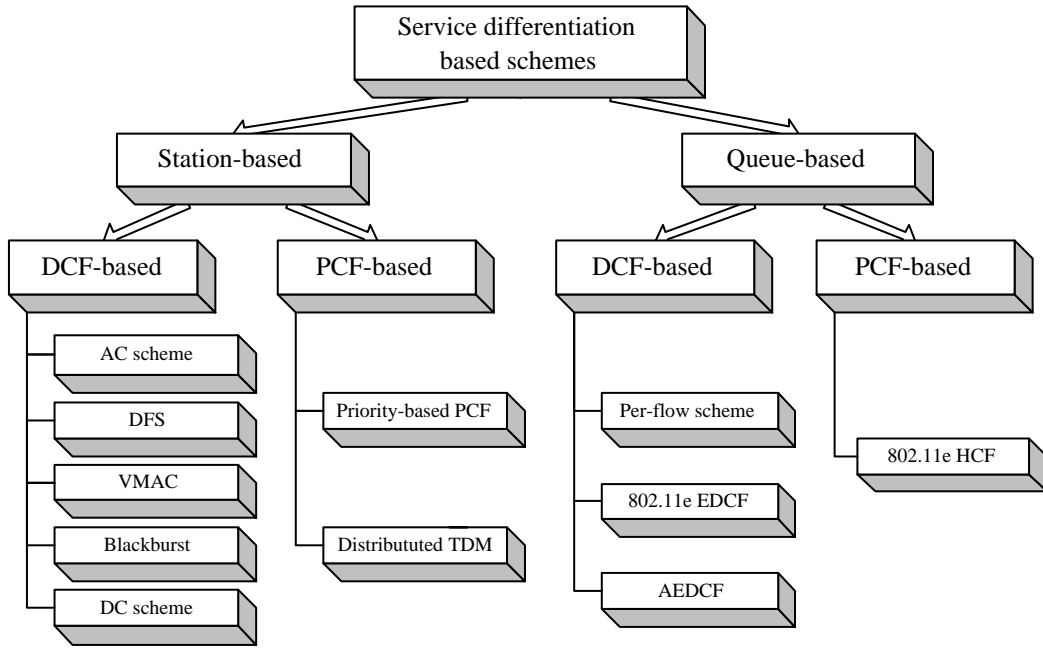 Service differentiation
based schemes
Station-based
Queue-based
DCF-based
PCF-based
DCF-based
PCF-based
AC scheme
DFS
VMAC
Blackburst
DC scheme
Priority-based PCF
Distribututed TDM
Per-flow scheme
802.11e EDCF
AEDCF
802.11e HCF